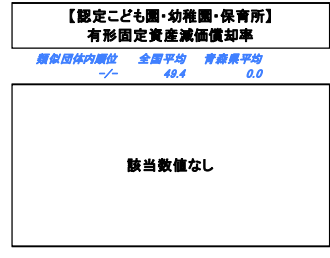 【認定こども園・幼稚園・保育所】
有形固定資産減価償却率
類似団体内順位 全国平均 青森県平均
-/- 49.4 0.0
該当数値なし